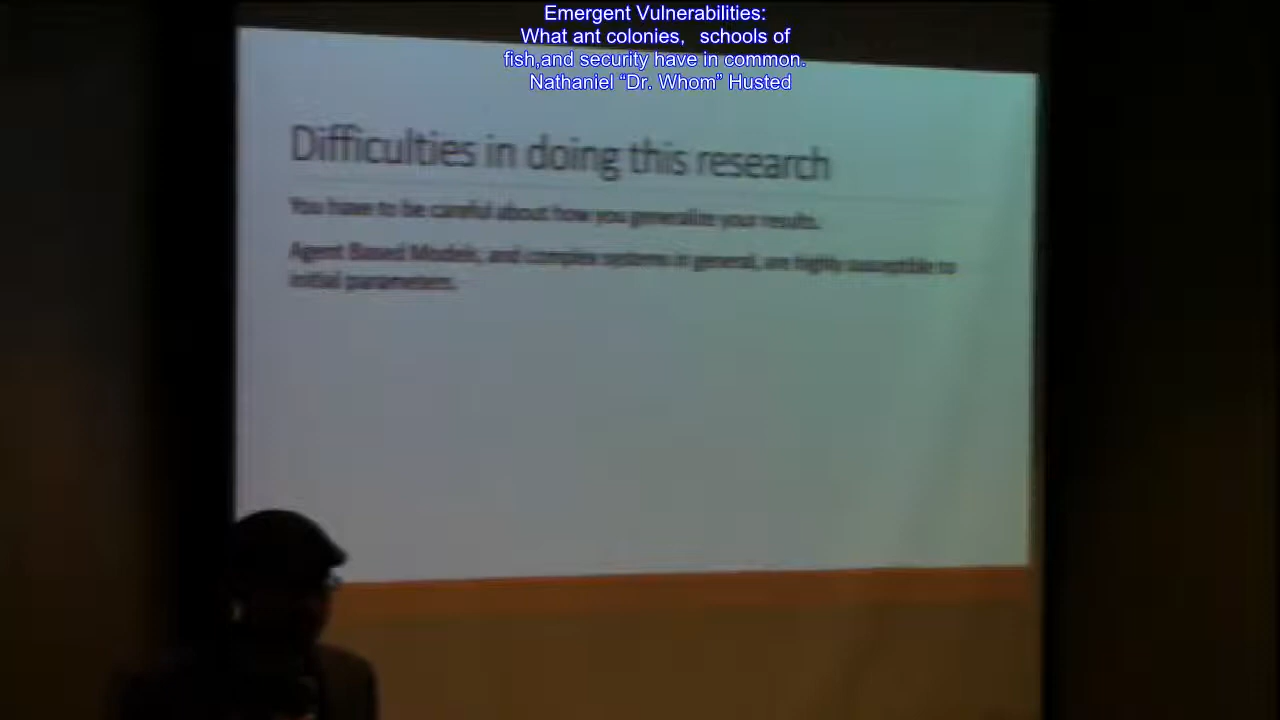 Emergent Vulnerabilities:
What ant colonies, schools of
fish,and security have in common.
Nathaniel “Dr. Whom” Husted
Difficulties in doing this research
You have to be careful about how you generalize your results.
Agent Based Models, and complex systems in general, are highly susceptible to
initial parameters.